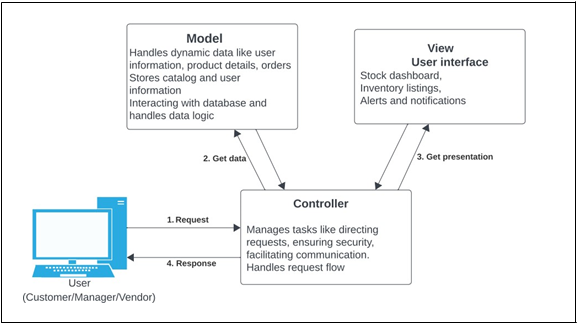 Model
Handles dynamic data like user
information, product details, orders
Stores catalog and user
information
Interacting with database and
handles data logic
View
User interface
Stock dashboard,
Inventory listings,
Alerts and notifications
2. Get data
3. Get presentation
Controller
Manages tasks like directing
requests, ensuring security,
facilitating communication.
Handles request flow
1. Request
4. Response
User
(Customer/Manager/Vendor)